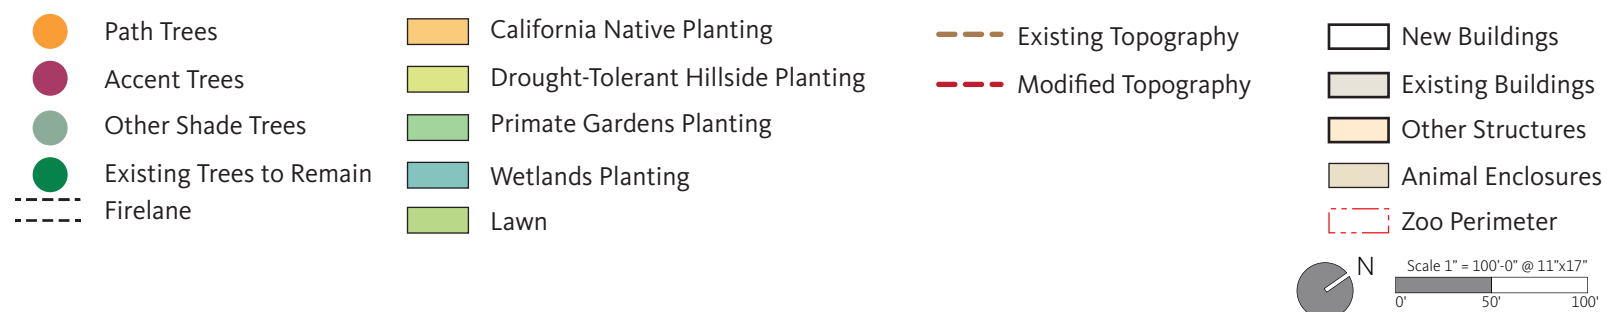 Path Trees
Accent Trees
Other Shade Trees
Existing Trees to Remain
Firelane
California Native Planting
Drought-Tolerant Hillside Planting
Primate Gardens Planting
Wetlands Planting
Lawn
Existing Topography
Modified Topography
New Buildings
Existing Buildings
Other Structures
Animal Enclosures
Zoo Perimeter
N
Scale 1” = 100’-0” @ 11”x17”
0' 50' 100'